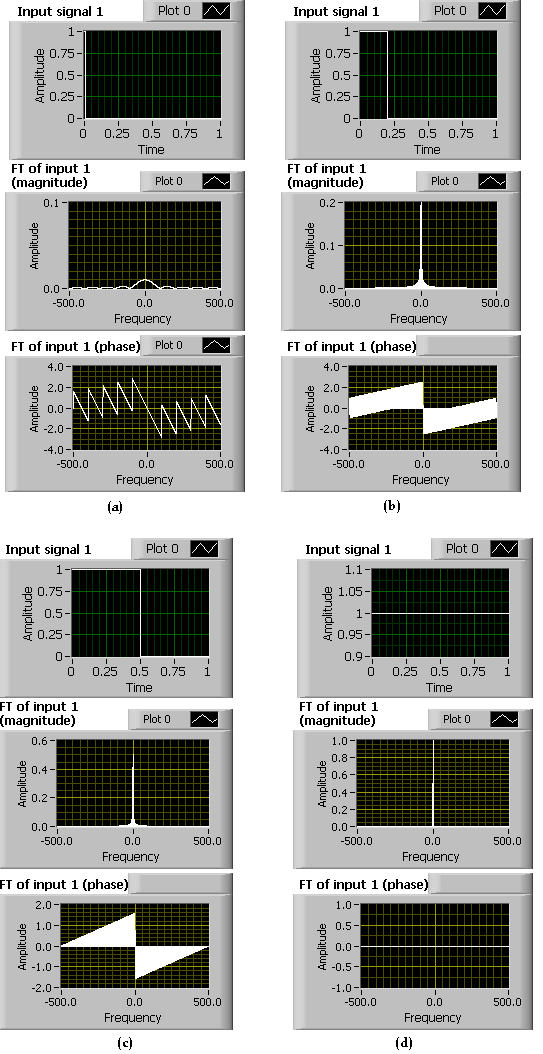 Input signal 1
Plot 0
Amplitude
1
0.75
0.5
0.25
0
0 0.25 0.5 0.75 1
Time
FT of input 1
(magnitude)
Plot 0
Amplitude
0.1
0.0
-500.0 0.0 500.0
Frequency
FT of input 1 (phase)
Plot 0
Amplitude
4.0
2.0
0.0
-2.0
-4.0
-500.0 0.0 500.0
Frequency
(a)
Input signal 1
Plot 0
Amplitude
1
0.75
0.5
0.25
0
0 0.25 0.5 0.75 1
Time
FT of input 1
(magnitude)
Plot 0
Amplitude
0.2
0.1
0.0
-500.0 0.0 500.0
Frequency
FT of input 1 (phase)
Amplitude
4.0
2.0
0.0
-2.0
-4.0
-500.0 0.0 500.0
Frequency
(b)
Input signal 1
Plot 0
Amplitude
1
0.75
0.5
0.25
0
0 0.25 0.5 0.75 1
Time
FT of input 1
(magnitude)
Plot 0
Amplitude
0.6
0.4
0.2
0.0
-500.0 0.0 500.0
Frequency
FT of input 1 (phase)
Amplitude
2.0
1.0
0.0
-1.0
-2.0
-500.0 0.0 500.0
Frequency
(c)
Input signal 1
Plot 0
Amplitude
1.1
1.05
1
0.95
0.9
0 0.25 0.5 0.75 1
Time
FT of input 1
(magnitude)
Plot 0
Amplitude
1.0
0.8
0.6
0.4
0.2
0.0
-500.0 0.0 500.0
Frequency
FT of input 1 (phase)
Amplitude
1.0
0.5
0.0
-0.5
-1.0
-500.0 0.0 500.0
Frequency
(d)